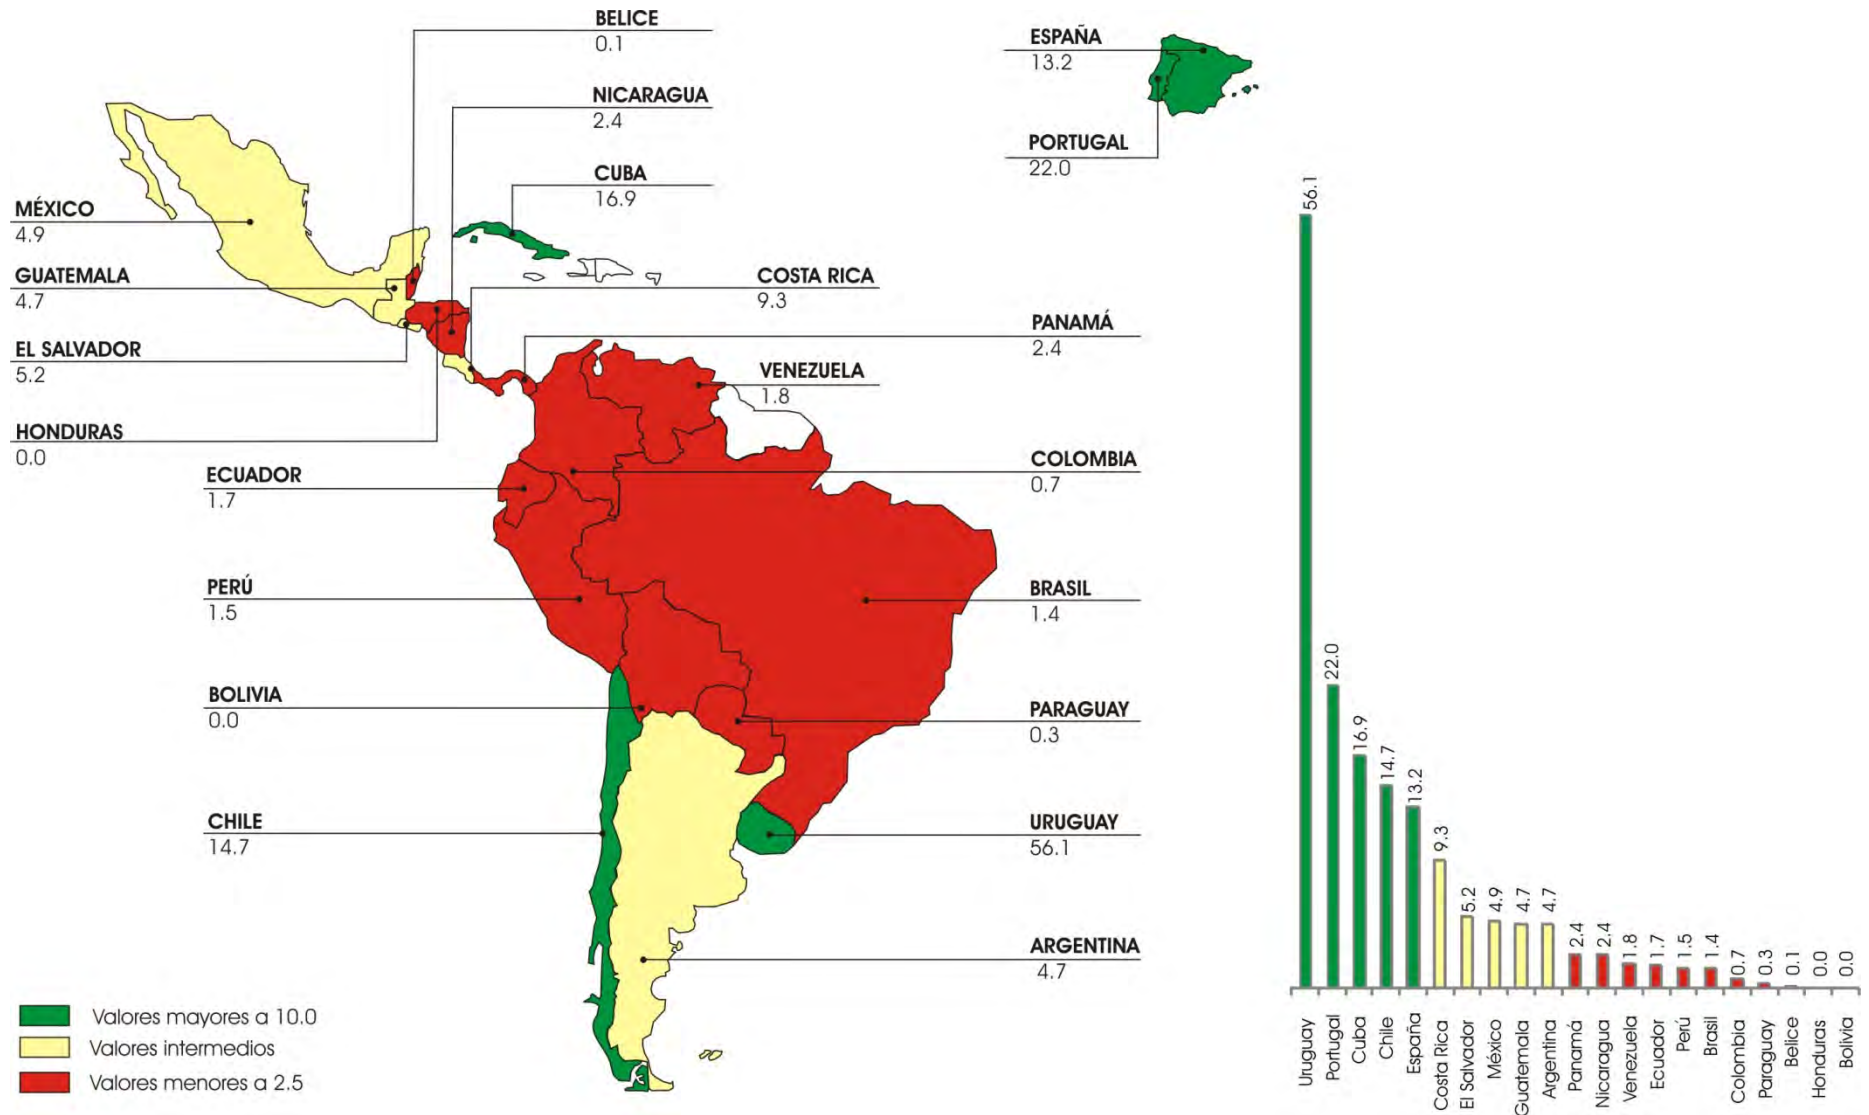 BELICE
0.1
NICARAGUA
2.4
CUBA
16.9
MÉXICO
4.9
GUATEMALA
4.7
COSTA RICA
9.3
EL SALVADOR
5.2
PANAMÁ
2.4
VENEZUELA
1.8
HONDURAS
0.0
COLOMBIA
0.7
ECUADOR
1.7
PERÚ
1.5
BRASIL
1.4
BOLIVIA
0.0
PARAGUAY
0.3
CHILE
14.7
URUGUAY
56.1
ARGENTINA
4.7
ESPAÑA
13.2
PORTUGAL
22.0
Valores mayores a 10.0
Valores intermedios
Valores menores a 2.5
56.1
22.0
16.9
14.7
13.2
9.3
5.2
4.9
4.7
4.7
2.4
2.4
1.8
1.7
1.5
1.4
0.7
0.3
0.1
0.0
0.0
Uruguay
Portugal
Cuba
Chile
España
Costa Rica
El Salvador
México
Guatemala
Argentina
Panamá
Nicaragua
Venezuela
Ecuador
Perú
Brasil
Colombia
Paraguay
Belice
Honduras
Bolivia